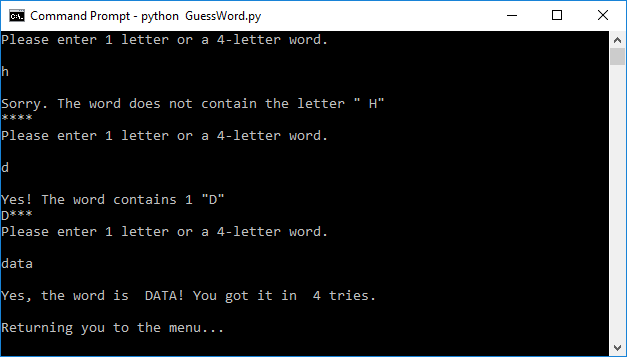 Command Prompt - python  GuessWord.py
Please enter 1 letter or a 4-letter word.
h
Sorry. The word does not contain the letter " H"
****
Please enter 1 letter or a 4-letter word.
d
Yes! The word contains 1 "D"
D***
Please enter 1 letter or a 4-letter word.
data
Yes, the word is  DATA! You got it in  4 tries.
Returning you to the menu...